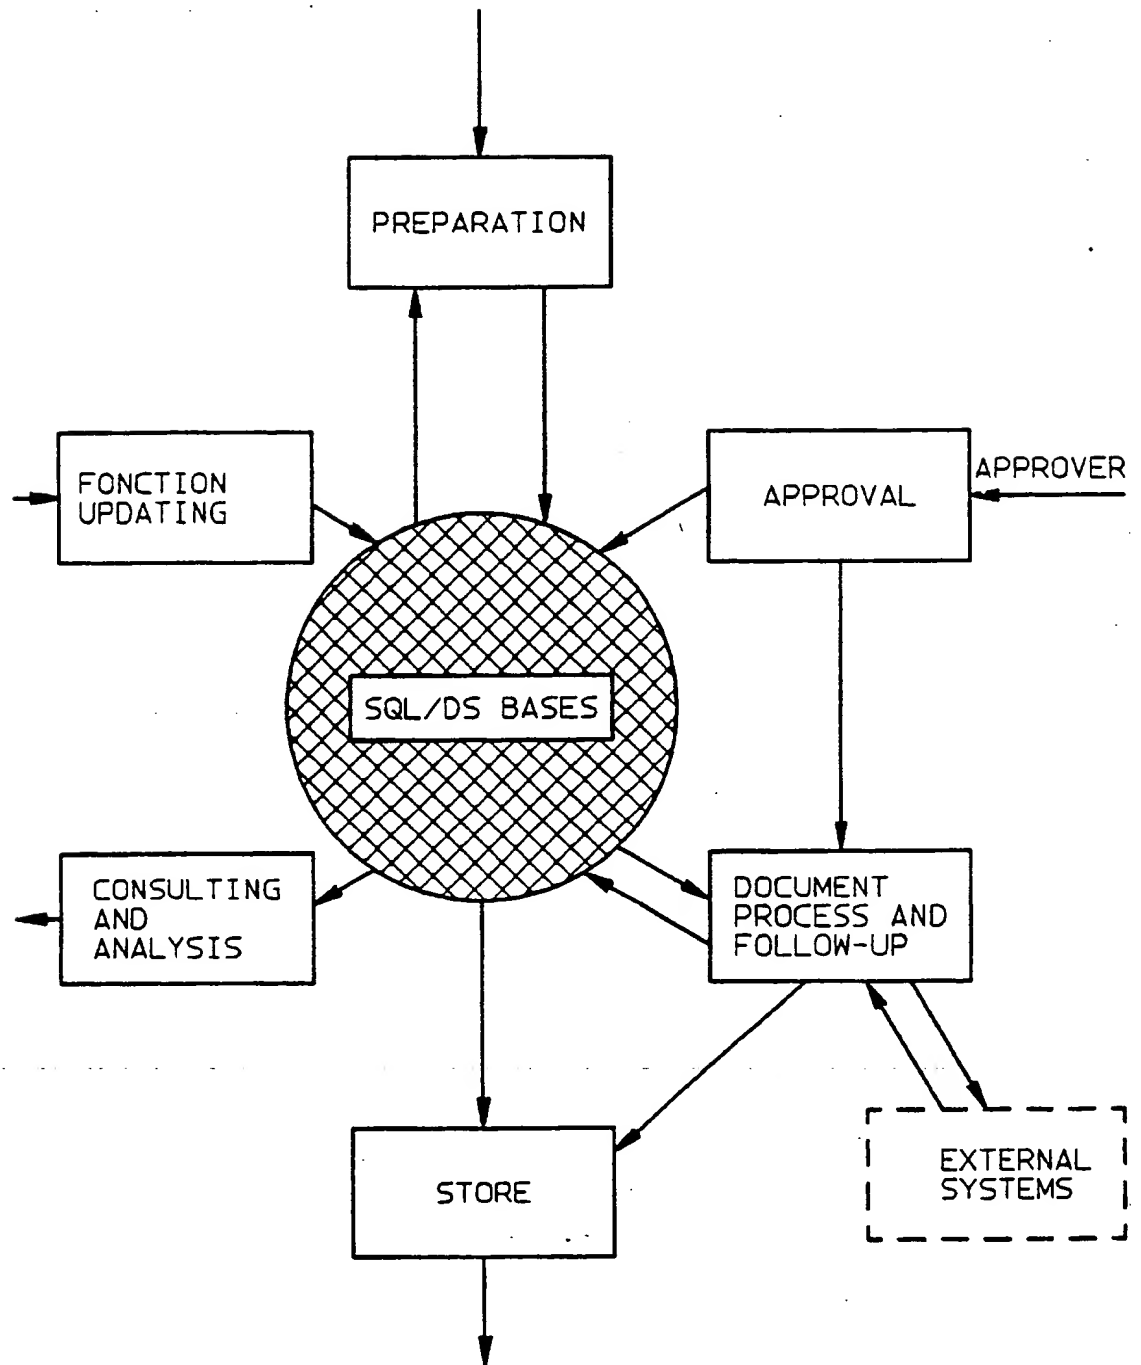 PREPARATION
FONCTION
UPDATING
APPROVAL
APPROVER
SQL/DS BASES
CONSULTING
AND
ANALYSIS
DOCUMENT
PROCESS AND
FOLLOW-UP
STORE
EXTERNAL
SYSTEMS